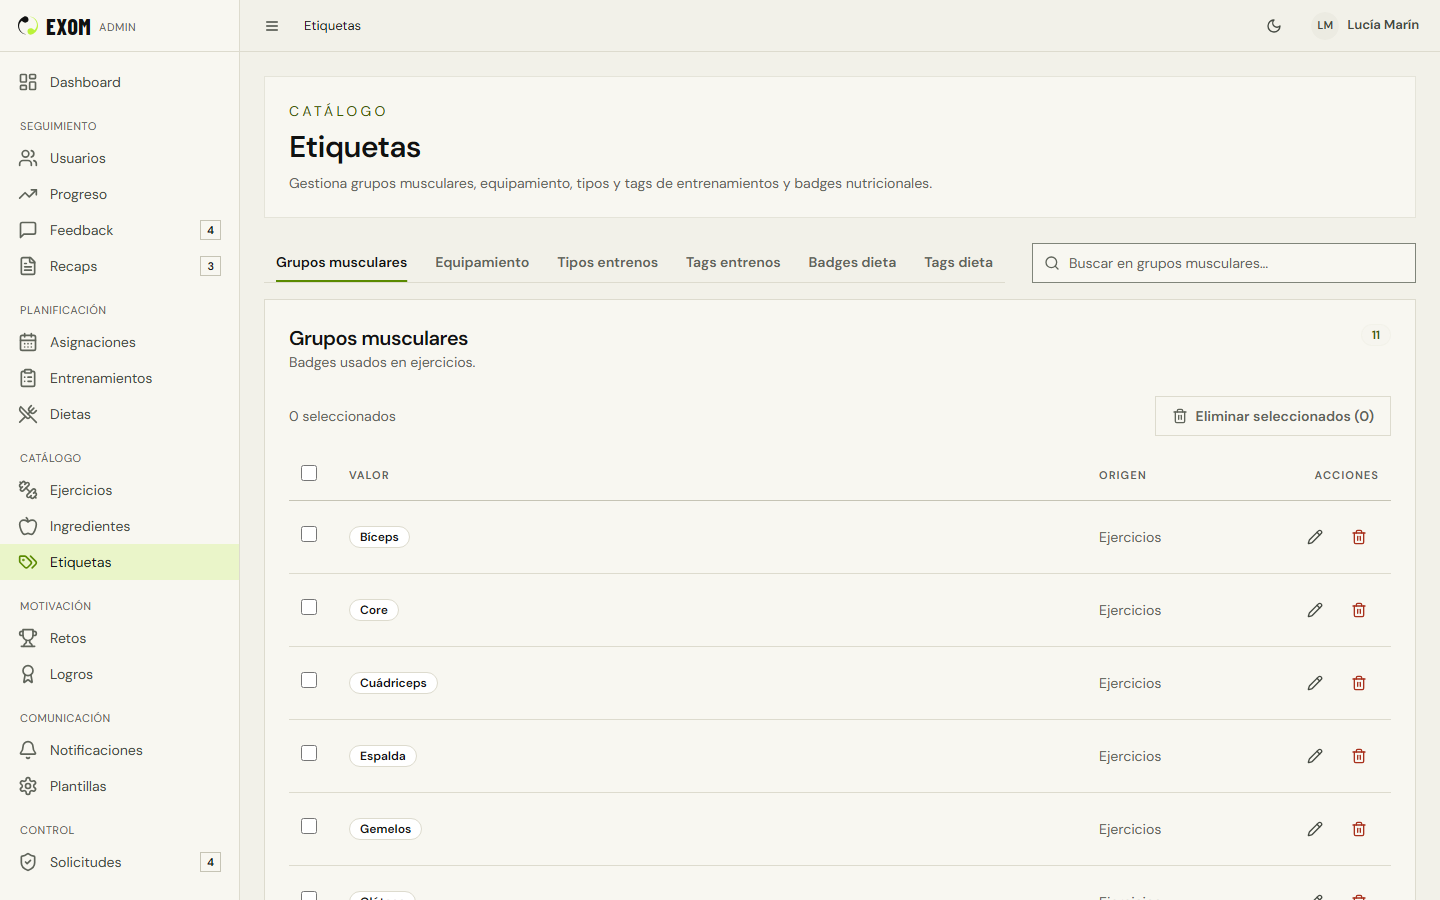 EXOM ADMIN
Etiquetas
LM Lucía Marín
Dashboard
SEGUIMIENTO
Usuarios
Progreso
Feedback 4
Recaps 3
PLANIFICACIÓN
Asignaciones
Entrenamientos
Dietas
CATÁLOGO
Ejercicios
Ingredientes
Etiquetas
MOTIVACIÓN
Retos
Logros
COMUNICACIÓN
Notificaciones
Plantillas
CONTROL
Solicitudes 4
CATÁLOGO
Etiquetas
Gestiona grupos musculares, equipamiento, tipos y tags de entrenamientos y badges nutricionales.
Grupos musculares Equipamiento Tipos entrenos Tags entrenos Badges dieta Tags dieta
Buscar en grupos musculares...
Grupos musculares 11
Badges usados en ejercicios.
0 seleccionados Eliminar seleccionados (0)
VALOR ORIGEN ACCIONES
Bíceps Ejercicios
Core Ejercicios
Cuádriceps Ejercicios
Espalda Ejercicios
Gemelos Ejercicios